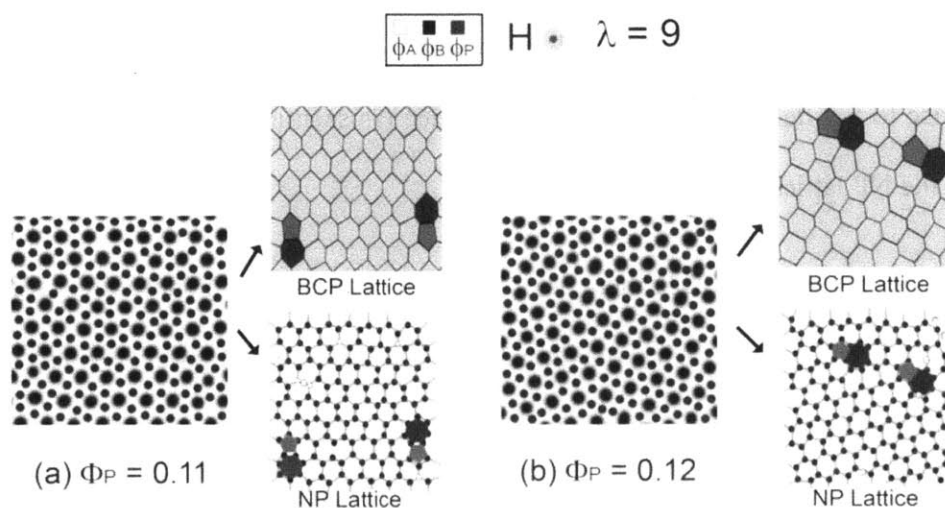 ϕA ϕB ϕP H λ = 9
BCP Lattice
BCP Lattice
(a) ΦP = 0.11
(b) ΦP = 0.12
NP Lattice
NP Lattice